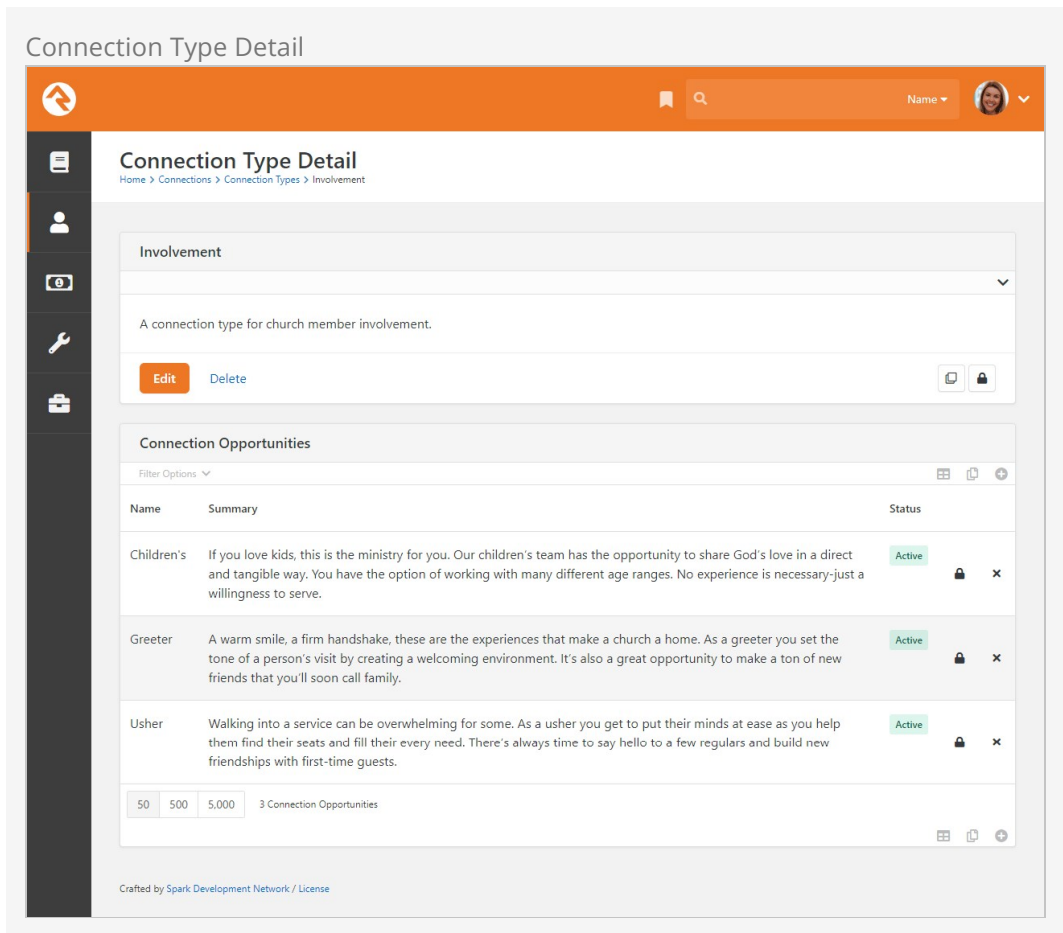 Connection Type Detail
Name
Connection Type Detail
Home > Connections > Connection Types > Involvement
Involvement
A connection type for church member involvement.
Edit Delete
Connection Opportunities
Filter Options
Name Summary Status
Children's If you love kids, this is the ministry for you. Our children's team has the opportunity to share God's love in a direct Active
and tangible way. You have the option of working with many different age ranges. No experience is necessary-just a
willingness to serve.
Greeter A warm smile, a firm handshake, these are the experiences that make a church a home. As a greeter you set the Active
tone of a person's visit by creating a welcoming environment. It's also a great opportunity to make a ton of new
friends that you'll soon call family.
Usher Walking into a service can be overwhelming for some. As a usher you get to put their minds at ease as you help Active
them find their seats and fill their every need. There's always time to say hello to a few regulars and build new
friendships with first-time guests.
50 500 5,000 3 Connection Opportunities
Crafted by Spark Development Network / License